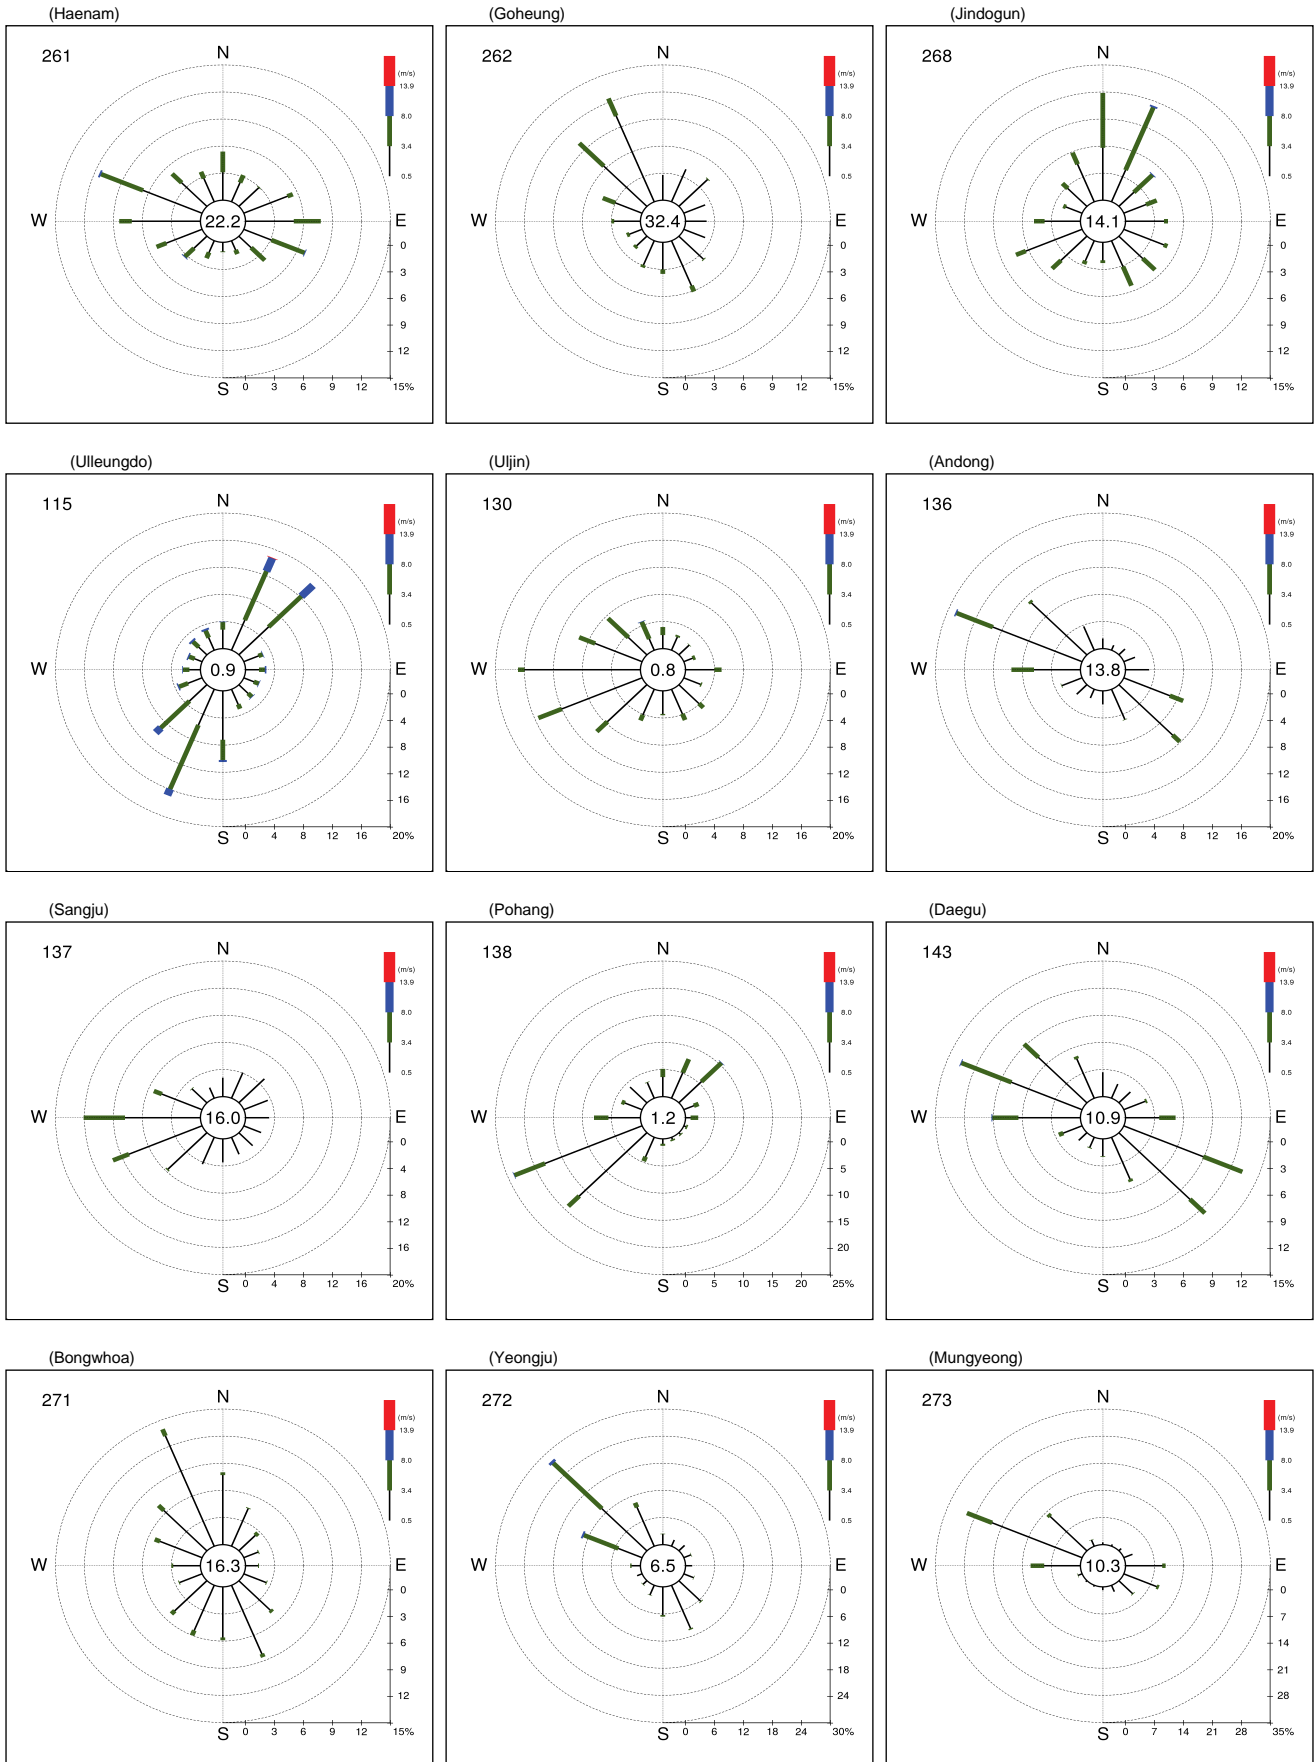 (Haenam)
261
N
(m/s)
13.9
8.0
3.4
0.5
W
22.2
E
0
3
6
9
12
S
0 3 6 9 12 15%
(Goheung)
262
N
(m/s)
13.9
8.0
3.4
0.5
W
32.4
E
0
3
6
9
12
S
0 3 6 9 12 15%
(Jindogun)
268
N
(m/s)
13.9
8.0
3.4
0.5
W
14.1
E
0
3
6
9
12
S
0 3 6 9 12 15%
(Ulleungdo)
115
N
(m/s)
13.9
8.0
3.4
0.5
W
0.9
E
0
4
8
12
16
S
0 4 8 12 16 20%
(Uljin)
130
N
(m/s)
13.9
8.0
3.4
0.5
W
0.8
E
0
4
8
12
16
S
0 4 8 12 16 20%
(Andong)
136
N
(m/s)
13.9
8.0
3.4
0.5
W
13.8
E
0
4
8
12
16
S
0 4 8 12 16 20%
(Sangju)
137
N
(m/s)
13.9
8.0
3.4
0.5
W
16.0
E
0
4
8
12
16
S
0 4 8 12 16 20%
(Pohang)
138
N
(m/s)
13.9
8.0
3.4
0.5
W
1.2
E
0
5
10
15
20
S
0 5 10 15 20 25%
(Daegu)
143
N
(m/s)
13.9
8.0
3.4
0.5
W
10.9
E
0
3
6
9
12
S
0 3 6 9 12 15%
(Bongwhoa)
271
N
(m/s)
13.9
8.0
3.4
0.5
W
16.3
E
0
3
6
9
12
S
0 3 6 9 12 15%
(Yeongju)
272
N
(m/s)
13.9
8.0
3.4
0.5
W
6.5
E
0
6
12
18
24
S
0 6 12 18 24 30%
(Mungyeong)
273
N
(m/s)
13.9
8.0
3.4
0.5
W
10.3
E
0
7
14
21
28
S
0 7 14 21 28 35%